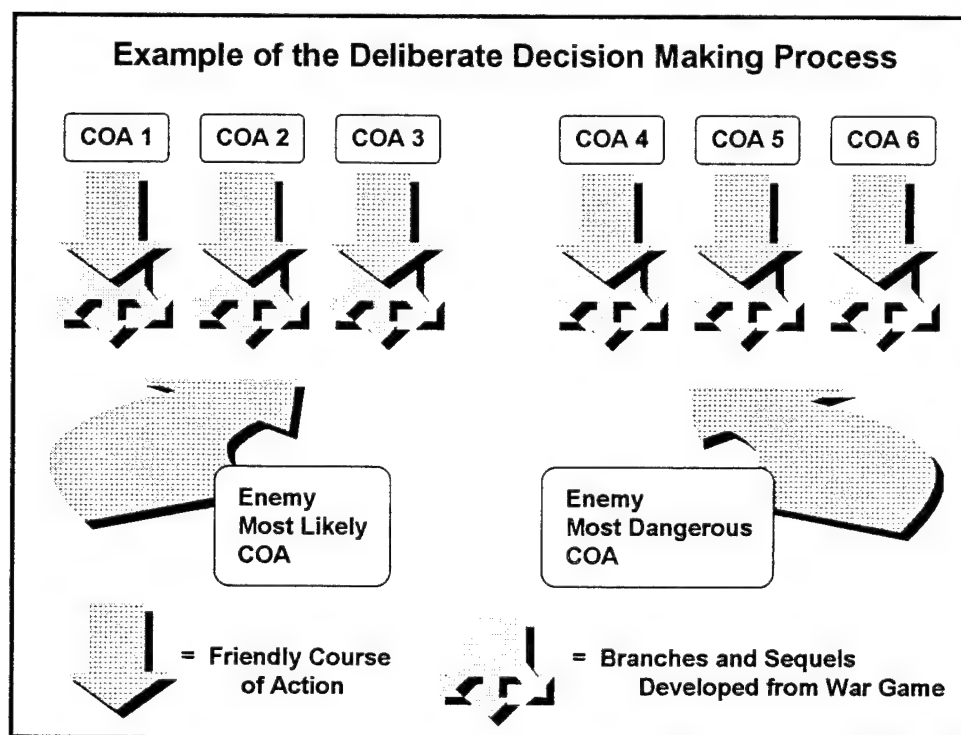 Example of the Deliberate Decision Making Process
COA 1 COA 2 COA 3 COA 4 COA 5 COA 6
Enemy
Most Likely
COA
Enemy
Most Dangerous
COA
= Friendly Course
of Action
= Branches and Sequels
Developed from War Game